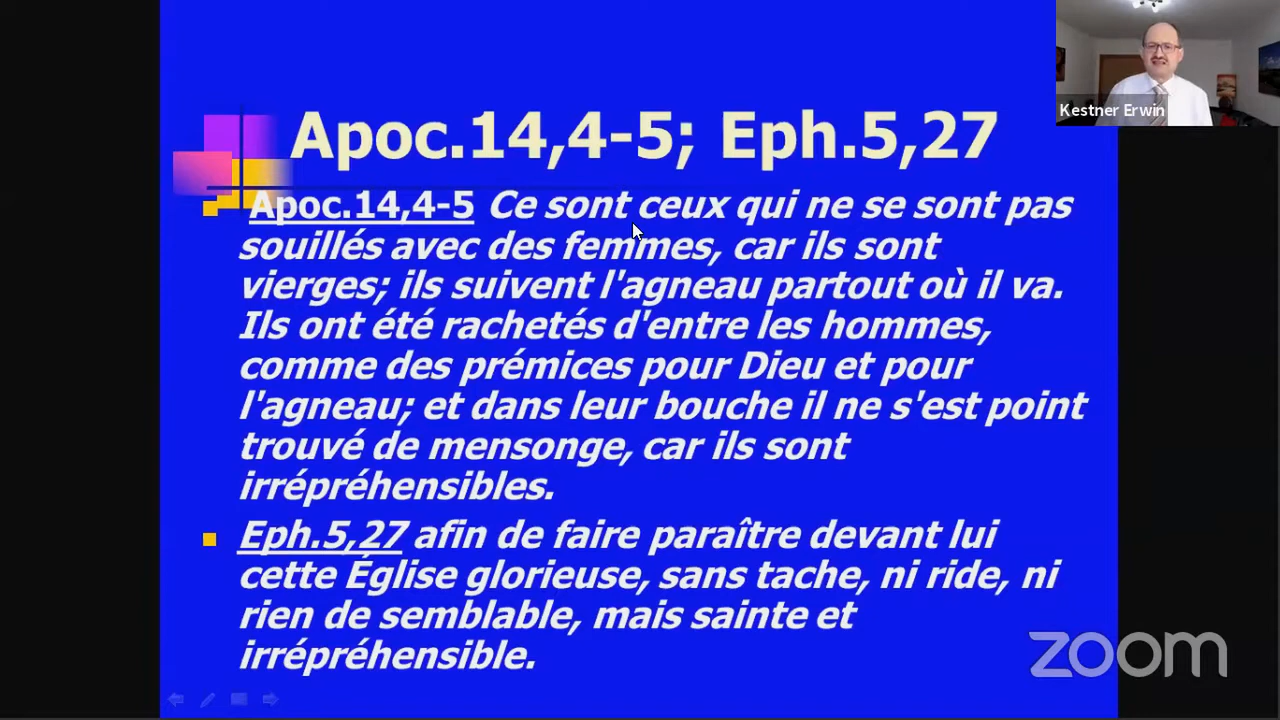 Kestner Erwin
Apoc.14,4-5; Eph.5,27
Apoc.14,4-5 Ce sont ceux qui ne se sont pas
souillés avec des femmes, car ils sont
vierges; ils suivent l'agneau partout où il va.
Ils ont été rachetés d'entre les hommes,
comme des prémices pour Dieu et pour
l'agneau; et dans leur bouche il ne s'est point
trouvé de mensonge, car ils sont
irrépréhensibles.
Eph.5,27 afin de faire paraître devant lui
cette Église glorieuse, sans tache, ni ride, ni
rien de semblable, mais sainte et
irrépréhensible.
zoom